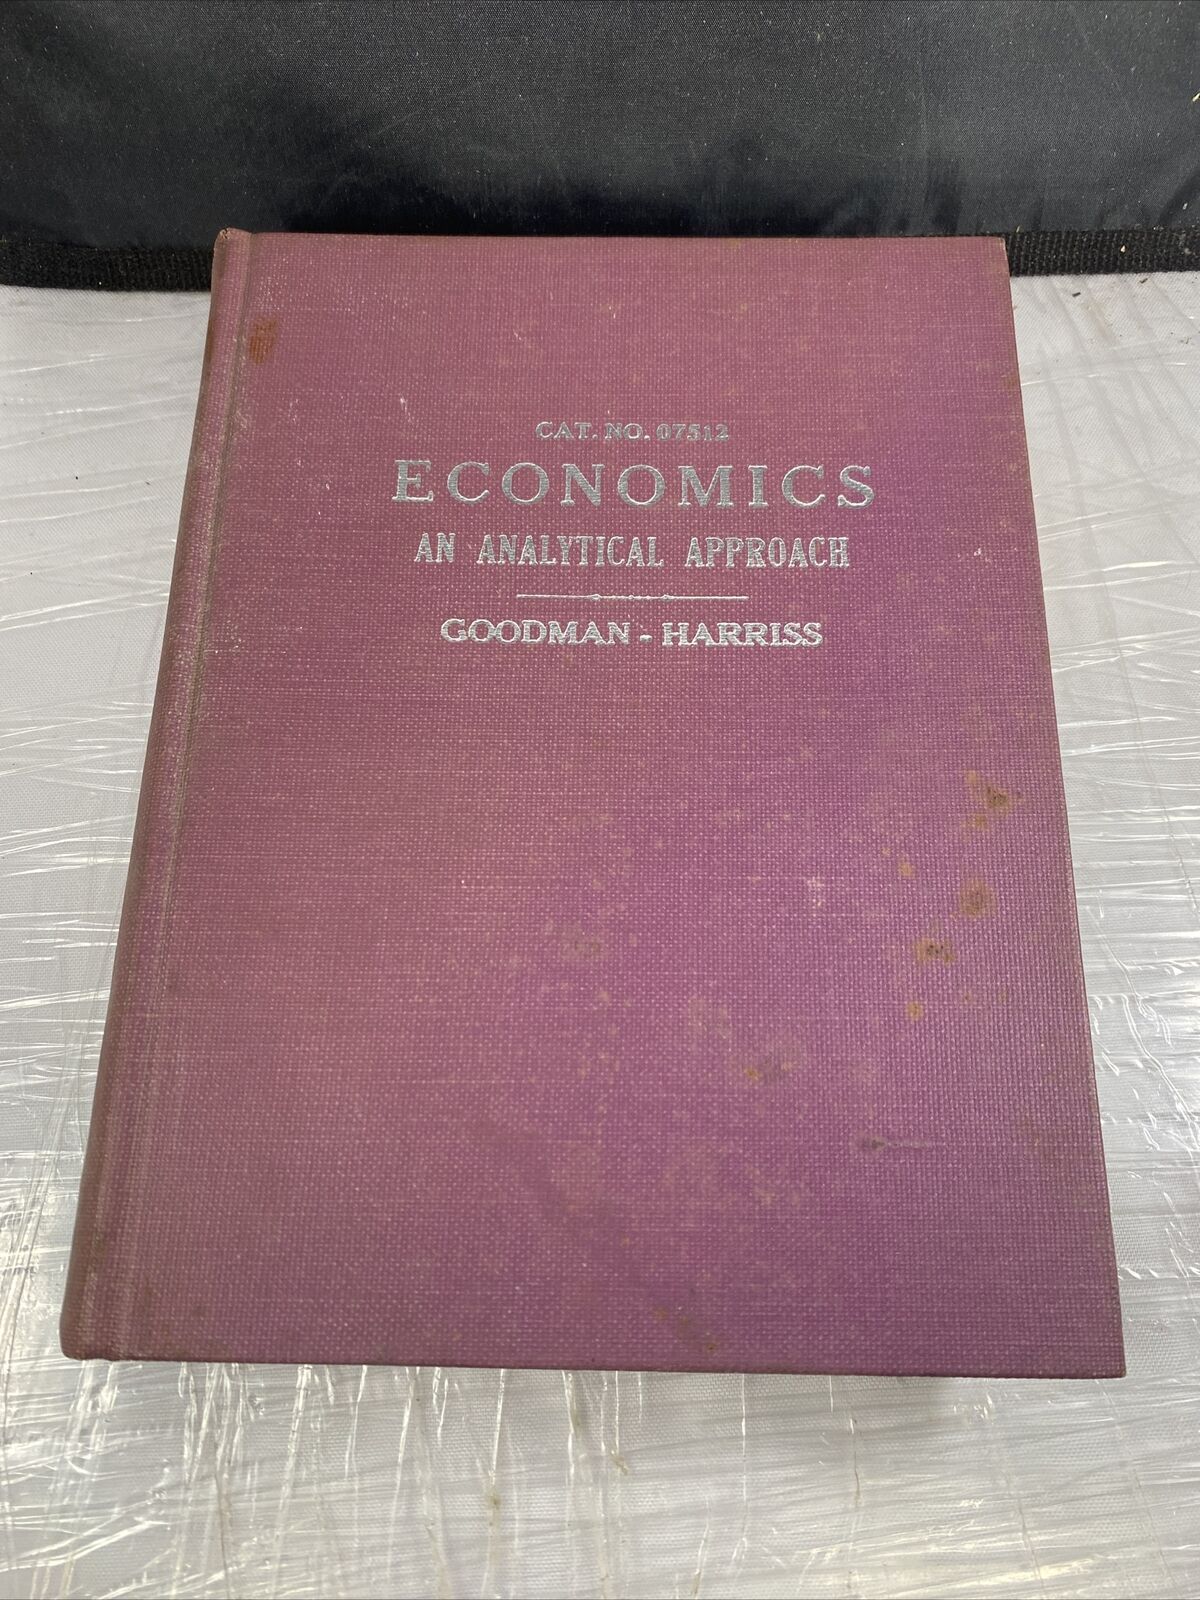 CAT. NO. 07512
ECONOMICS
AN ANALYTICAL APPROACH
GOODMAN - HARRISS